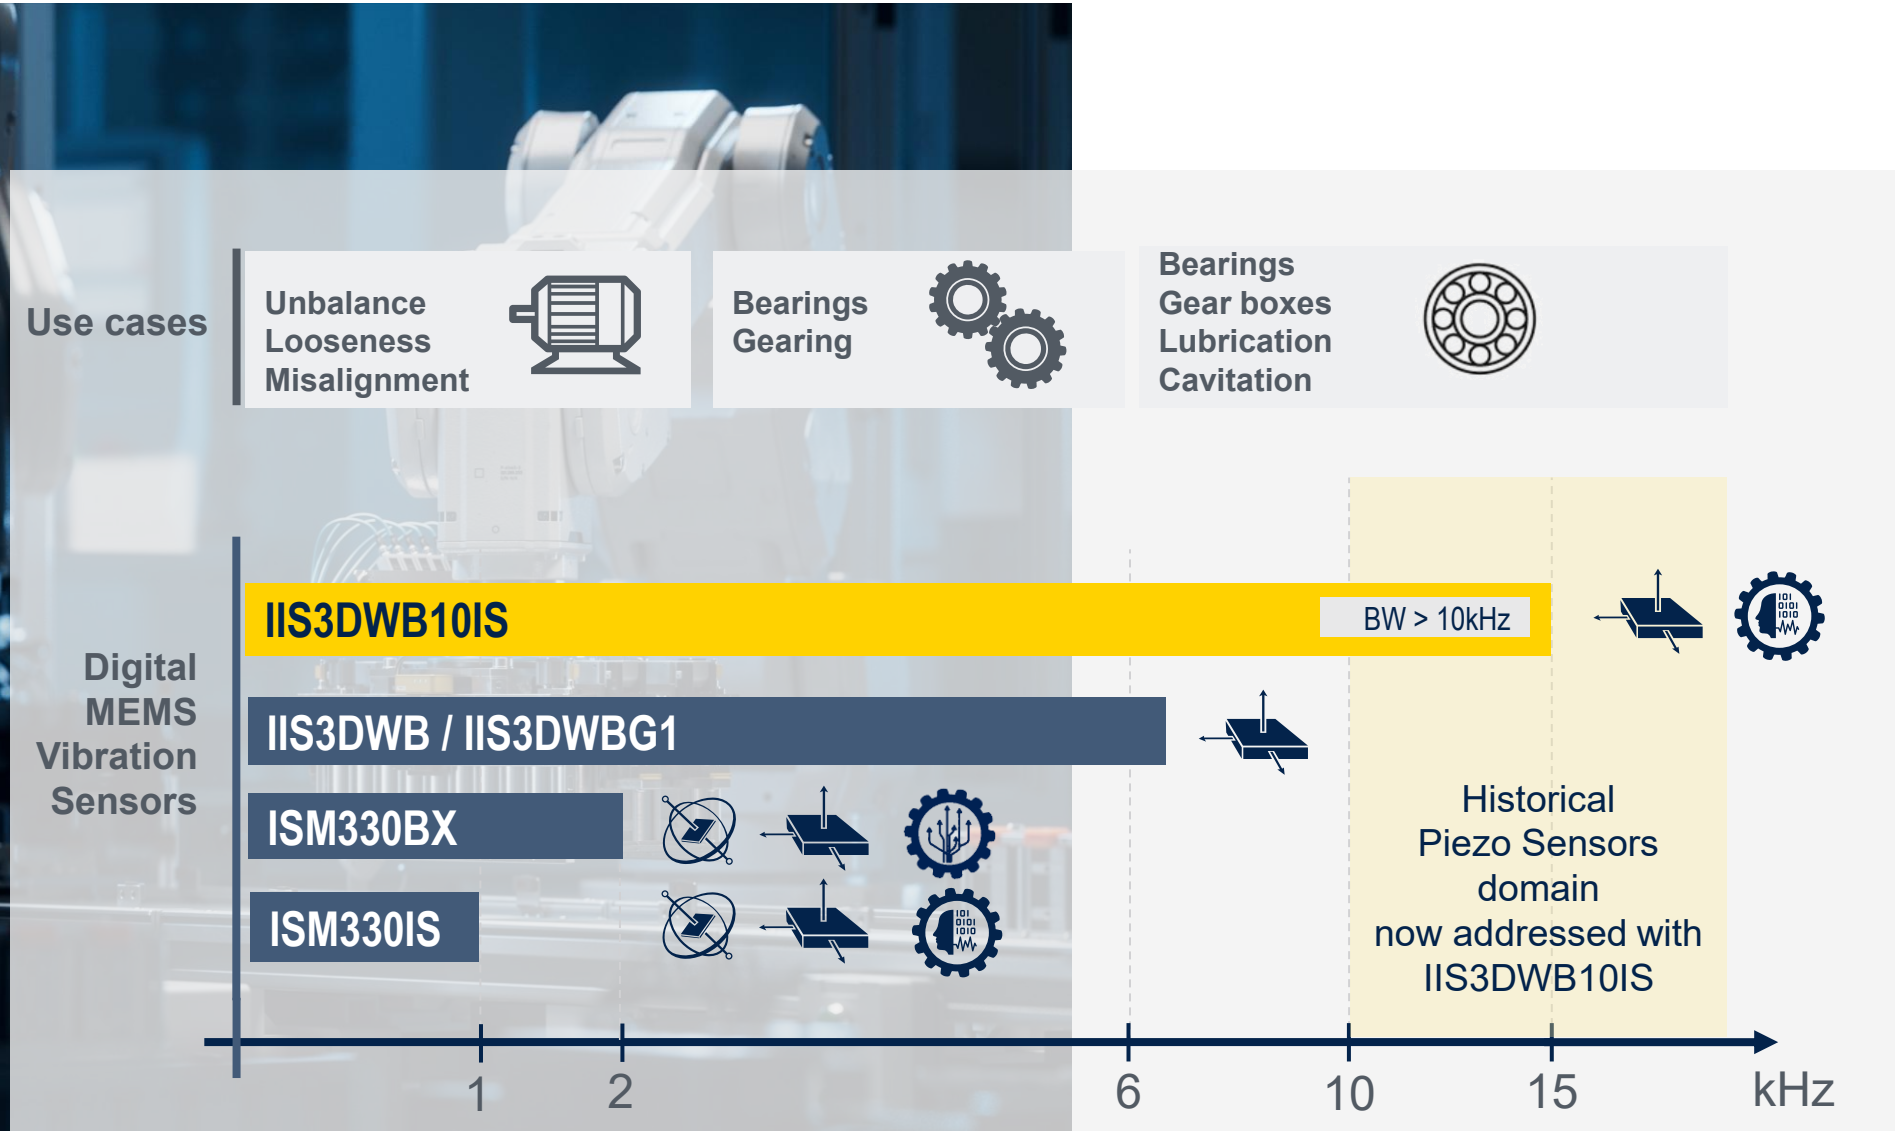 Use cases
Unbalance
Looseness
Misalignment
Bearings
Gearing
Bearings
Gear boxes
Lubrication
Cavitation
Digital
MEMS
Vibration
Sensors
IIS3DWB10IS
BW > 10kHz
IIS3DWB / IIS3DWBG1
ISM330BX
ISM330IS
Historical
Piezo Sensors
domain
now addressed with
IIS3DWB10IS
1
2
6
10
15
kHz